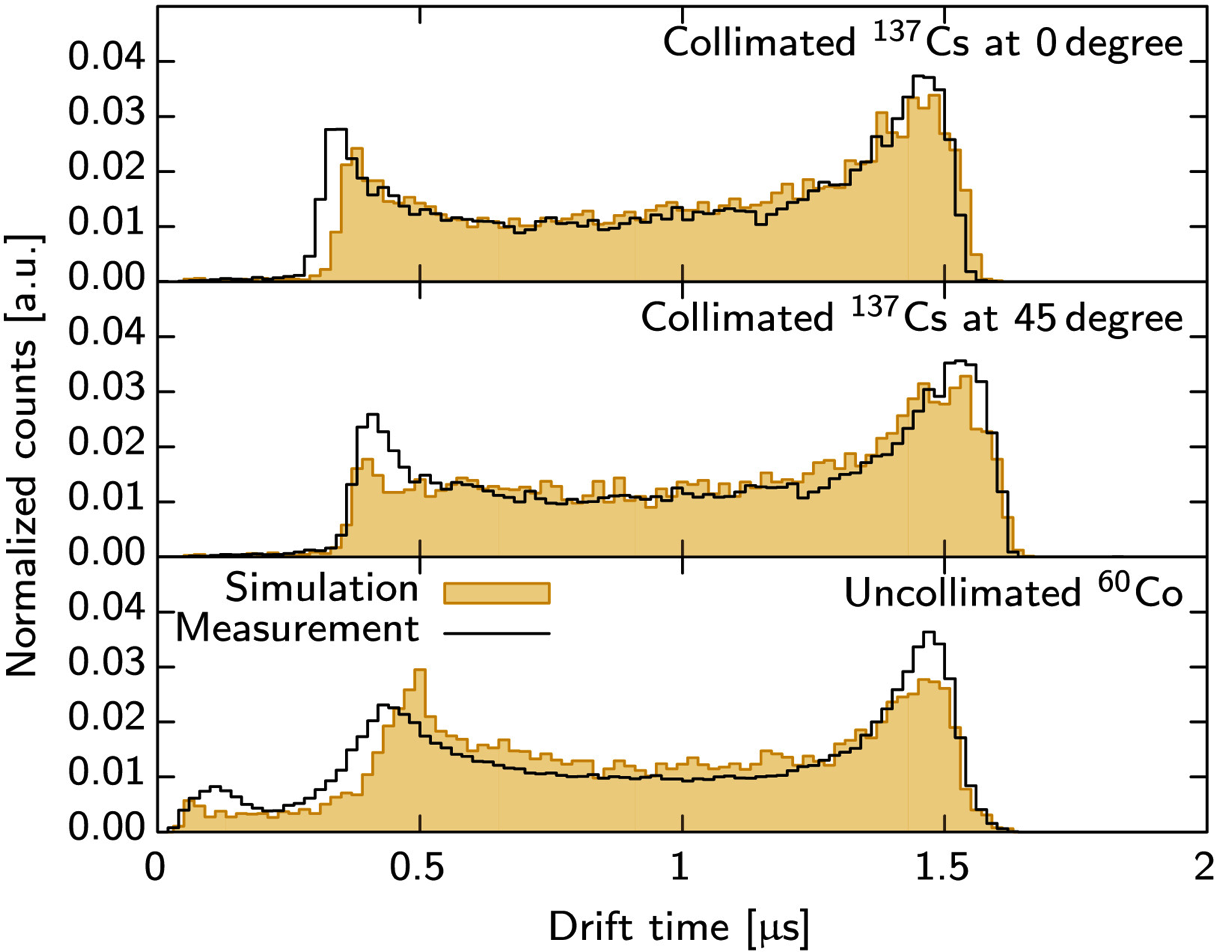 Normalized counts [a.u.]
Collimated ¹³⁷Cs at 0 degree
0.04
0.03
0.02
0.01
0.00
Collimated ¹³⁷Cs at 45 degree
0.04
0.03
0.02
0.01
0.00
Simulation
Measurement
Uncollimated ⁶⁰Co
0.04
0.03
0.02
0.01
0.00
0 0.5 1 1.5 2
Drift time [μs]